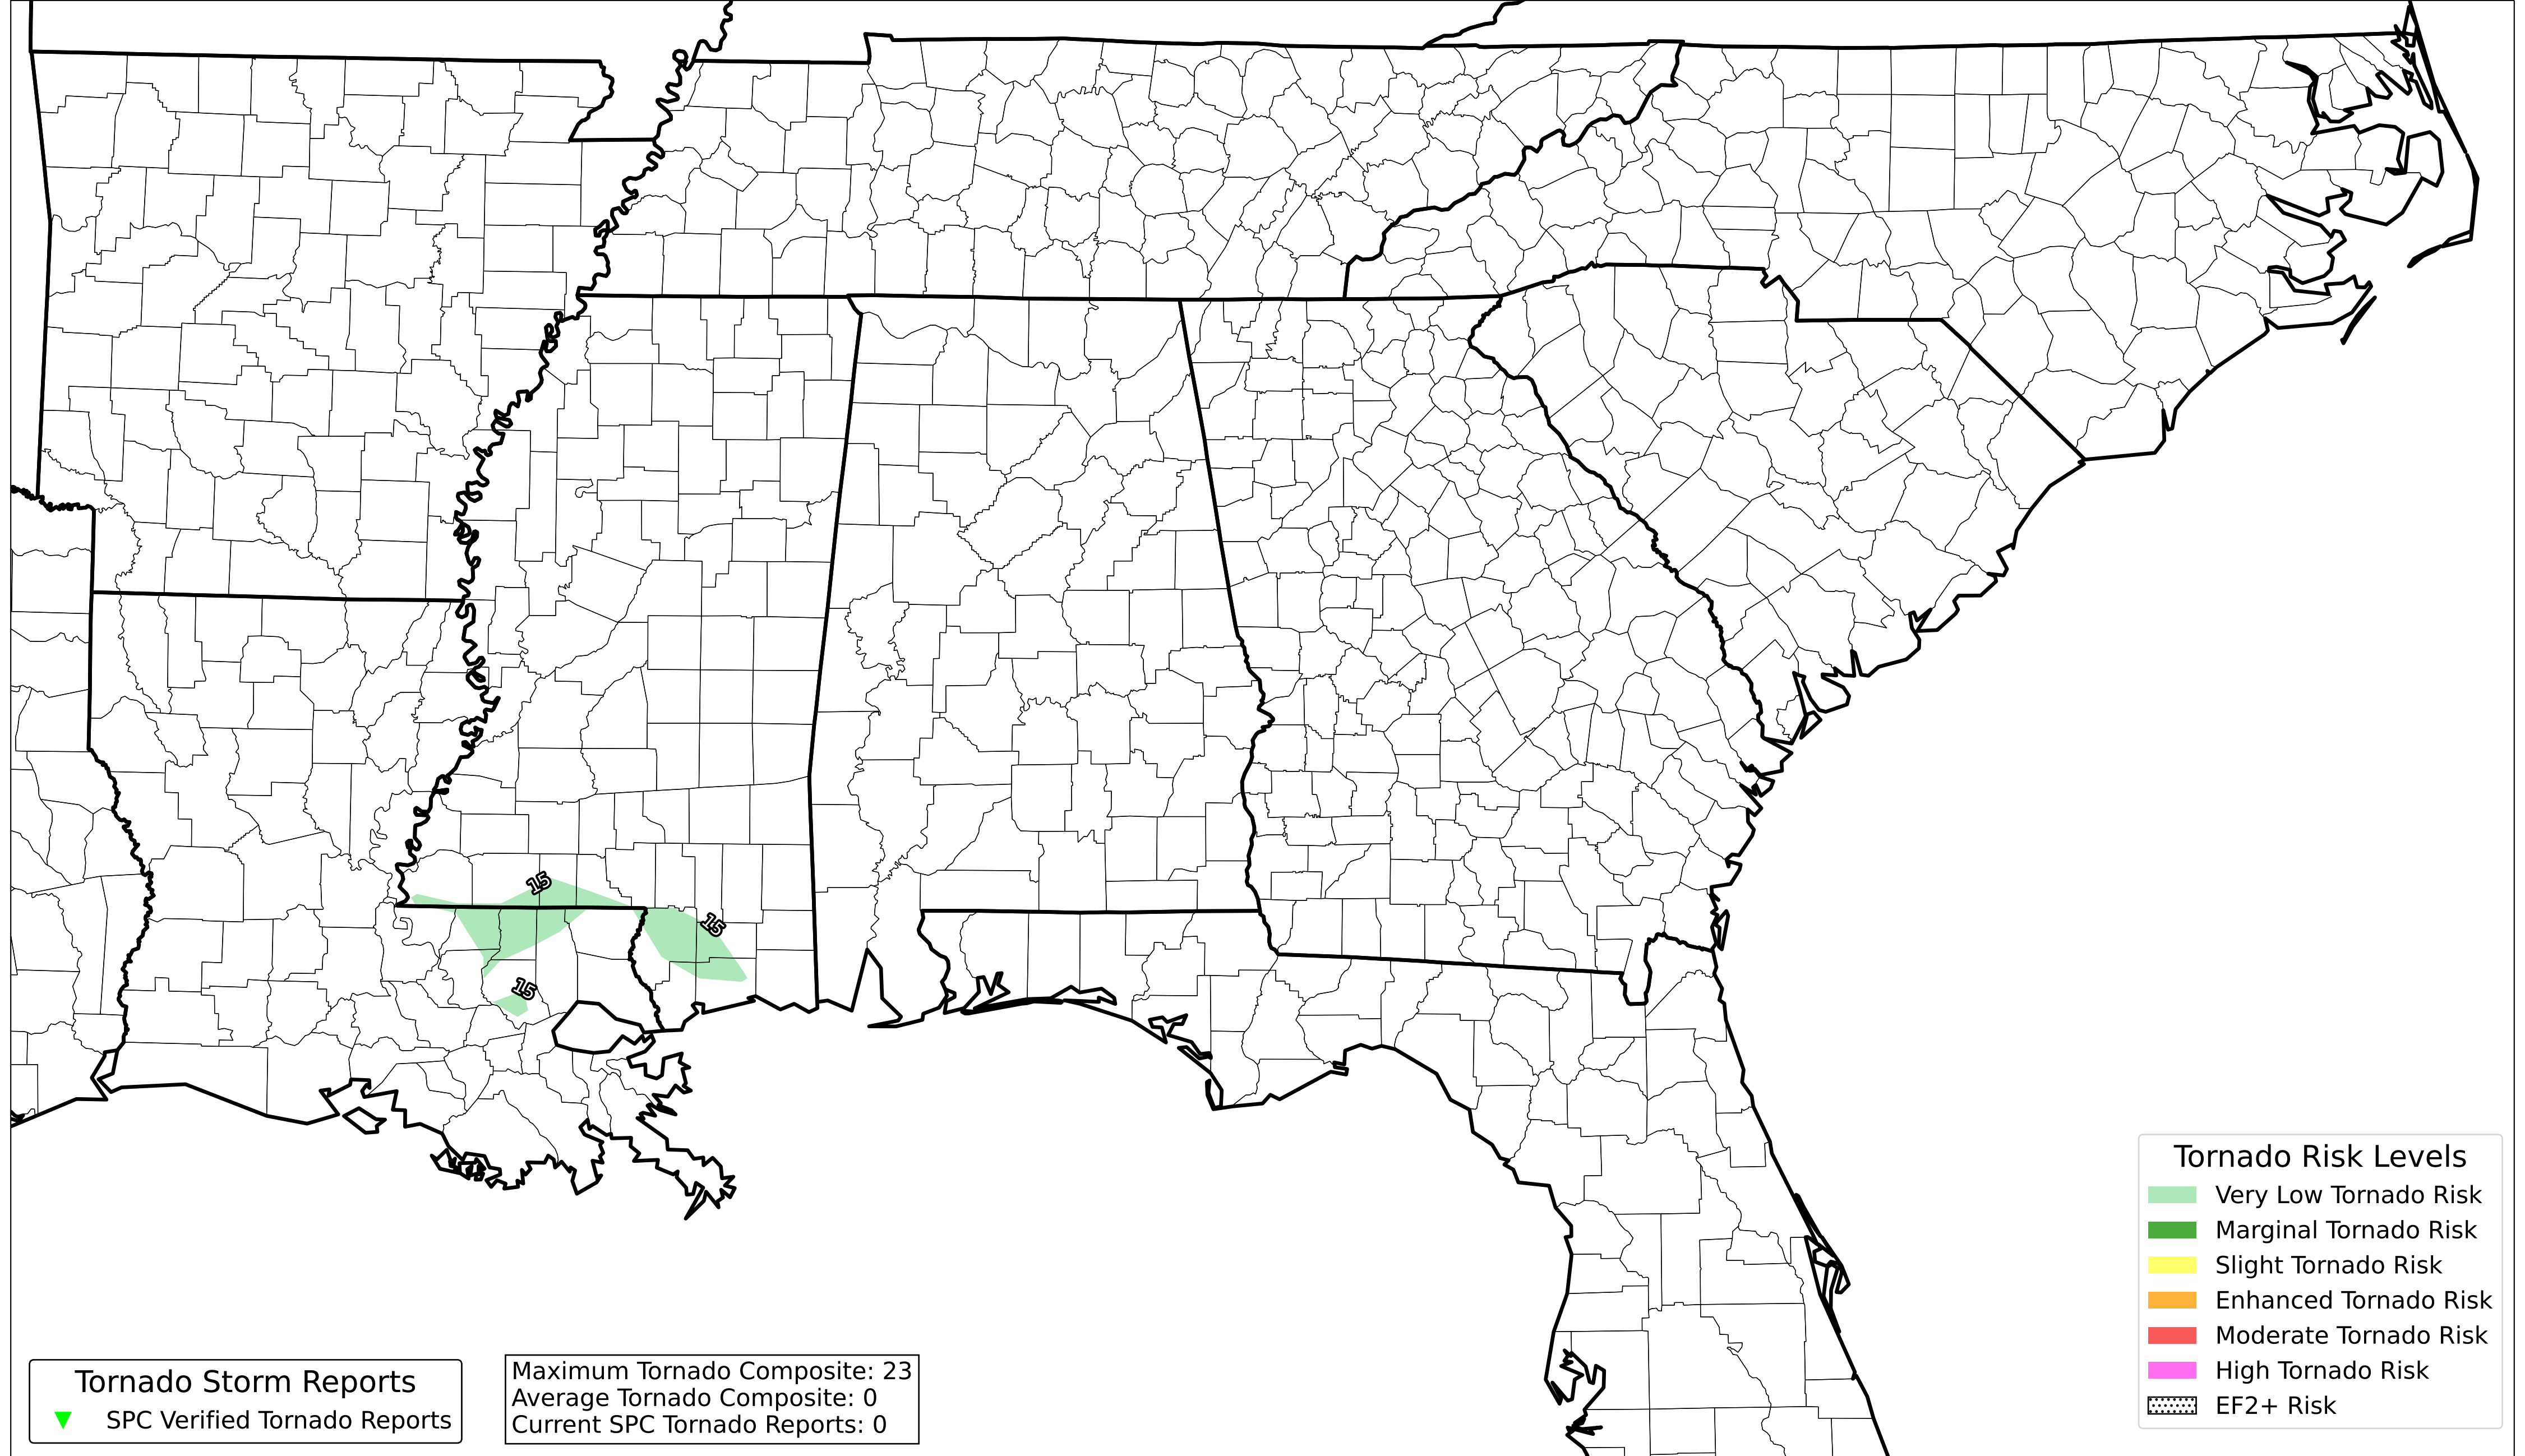 15
15
15
Tornado Risk Levels
Very Low Tornado Risk
Marginal Tornado Risk
Slight Tornado Risk
Enhanced Tornado Risk
Moderate Tornado Risk
High Tornado Risk
EF2+ Risk
Tornado Storm Reports
SPC Verified Tornado Reports
Maximum Tornado Composite: 23
Average Tornado Composite: 0
Current SPC Tornado Reports: 0